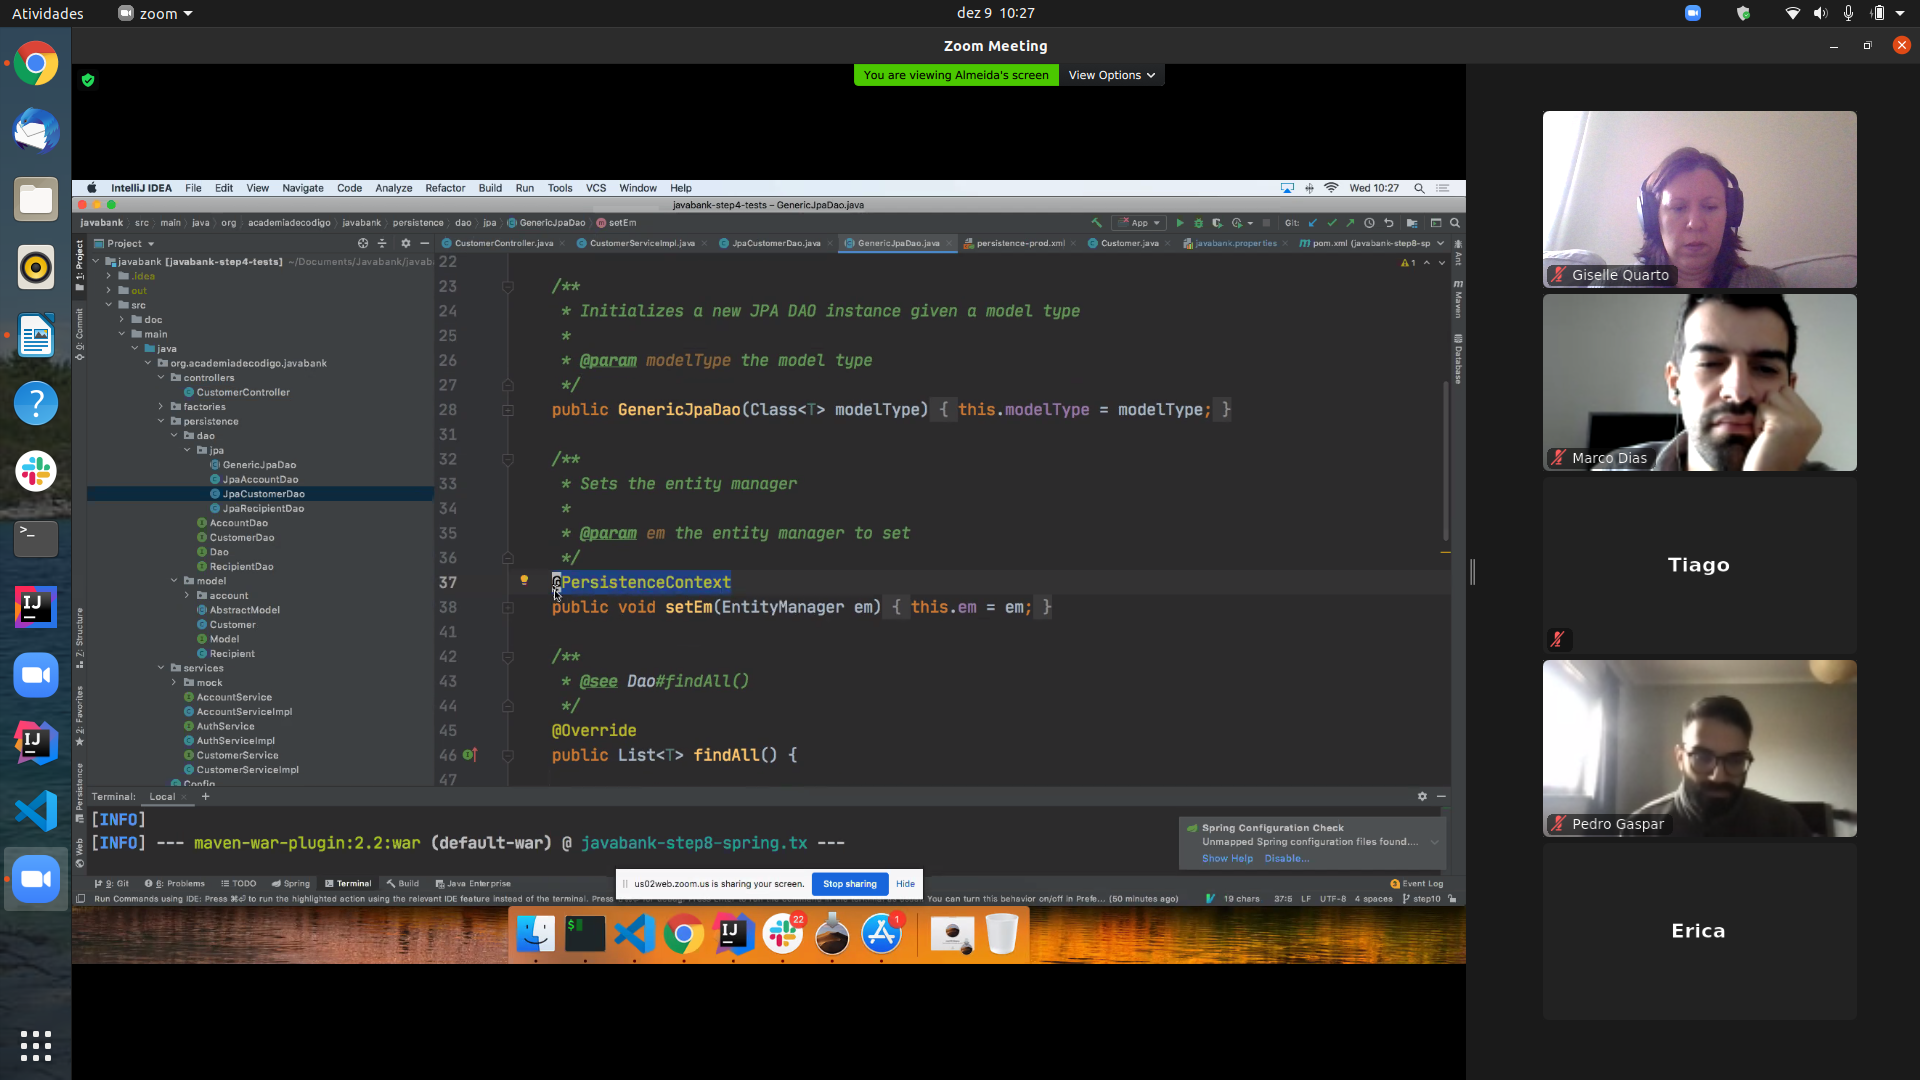 Atividades
zoom
dez 9 10:27
Zoom Meeting
You are viewing Almeida's screen
View Options
IntelliJ IDEA File Edit View Navigate Code Analyze Refactor Build Run Tools VCS Window Help
Wed 10:27
javabank-step4-tests – GenericJpaDao.java
javabank src main java org academiadecodigo javabank persistence dao jpa GenericJpaDao setEm
App
Git:
Project
CustomerController.java
CustomerServiceImpl.java
JpaCustomerDao.java
GenericJpaDao.java
persistence-prod.xml
Customer.java
javabank.properties
pom.xml (javabank-step8-sp
1: Project
0: Commit
7: Structure
2: Favorites
Persistence
Web
Ant
Maven
Database
javabank [javabank-step4-tests] ~/Documents/Javabank/javab
.idea
out
src
doc
main
java
org.academiadecodigo.javabank
controllers
CustomerController
factories
persistence
dao
jpa
GenericJpaDao
JpaAccountDao
JpaCustomerDao
JpaRecipientDao
AccountDao
CustomerDao
Dao
RecipientDao
model
account
AbstractModel
Customer
Model
Recipient
services
mock
AccountService
AccountServiceImpl
AuthService
AuthServiceImpl
CustomerService
CustomerServiceImpl
Config
1
22
23 /**
24 * Initializes a new JPA DAO instance given a model type
25 *
26 * @param modelType the model type
27 */
28 public GenericJpaDao(Class<T> modelType) { this.modelType = modelType; }
31
32 /**
33 * Sets the entity manager
34 *
35 * @param em the entity manager to set
36 */
37 @PersistenceContext
38 public void setEm(EntityManager em) { this.em = em; }
41
42 /**
43 * @see Dao#findAll()
44 */
45 @Override
46 public List<T> findAll() {
47
Terminal: Local +
[INFO]
[INFO] --- maven-war-plugin:2.2:war (default-war) @ javabank-step8-spring.tx ---
Spring Configuration Check
Unmapped Spring configuration files found....
Show Help Disable...
9: Git 6: Problems TODO Spring Terminal Build Java Enterprise
Event Log
us02web.zoom.us is sharing your screen. Stop sharing Hide
Run Commands using IDE: Press ⌘⏎ to run the highlighted action using the relevant IDE feature instead of the terminal. Press
You can turn this behavior on/off in Prefe... (50 minutes ago)
19 chars 37:5 LF UTF-8 4 spaces step10
22
1
Giselle Quarto
Marco Dias
Tiago
Pedro Gaspar
Erica